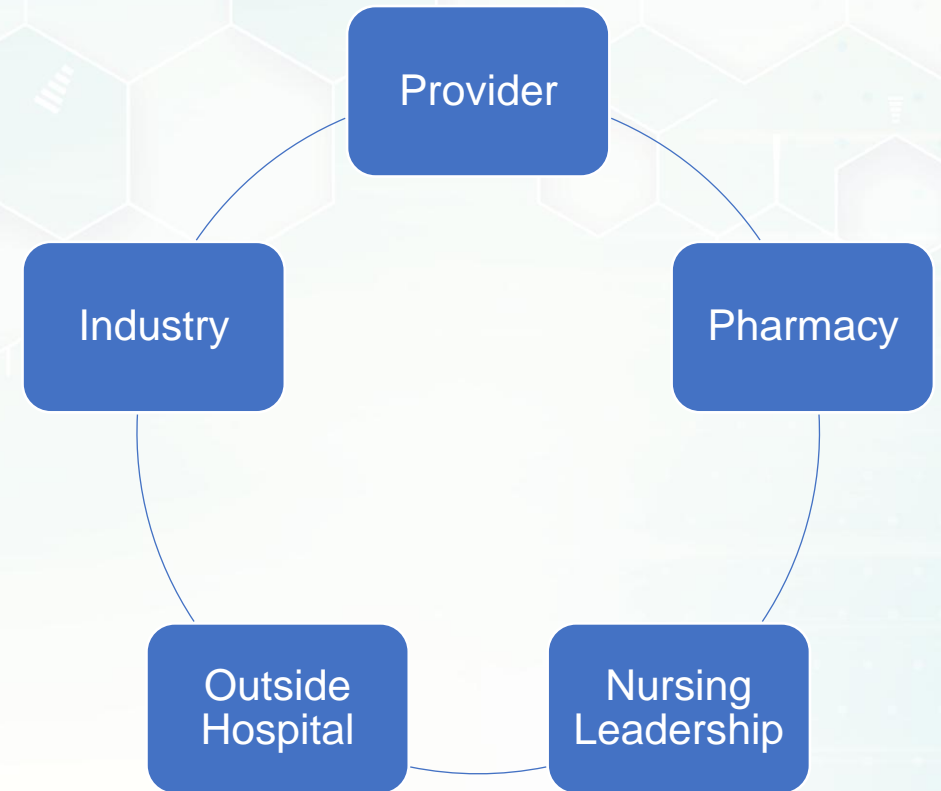 Provider
Industry
Pharmacy
Outside
Hospital
Nursing
Leadership